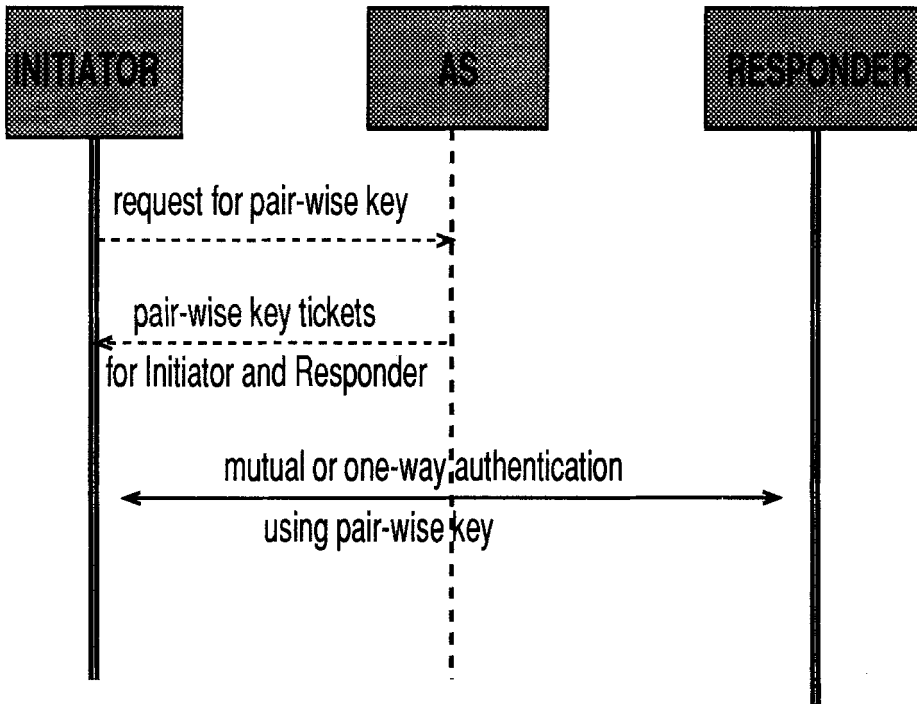 INITIATOR
AS
RESPONDER
request for pair-wise key
pair-wise key tickets
for Initiator and Responder
mutual or one-way authentication
using pair-wise key